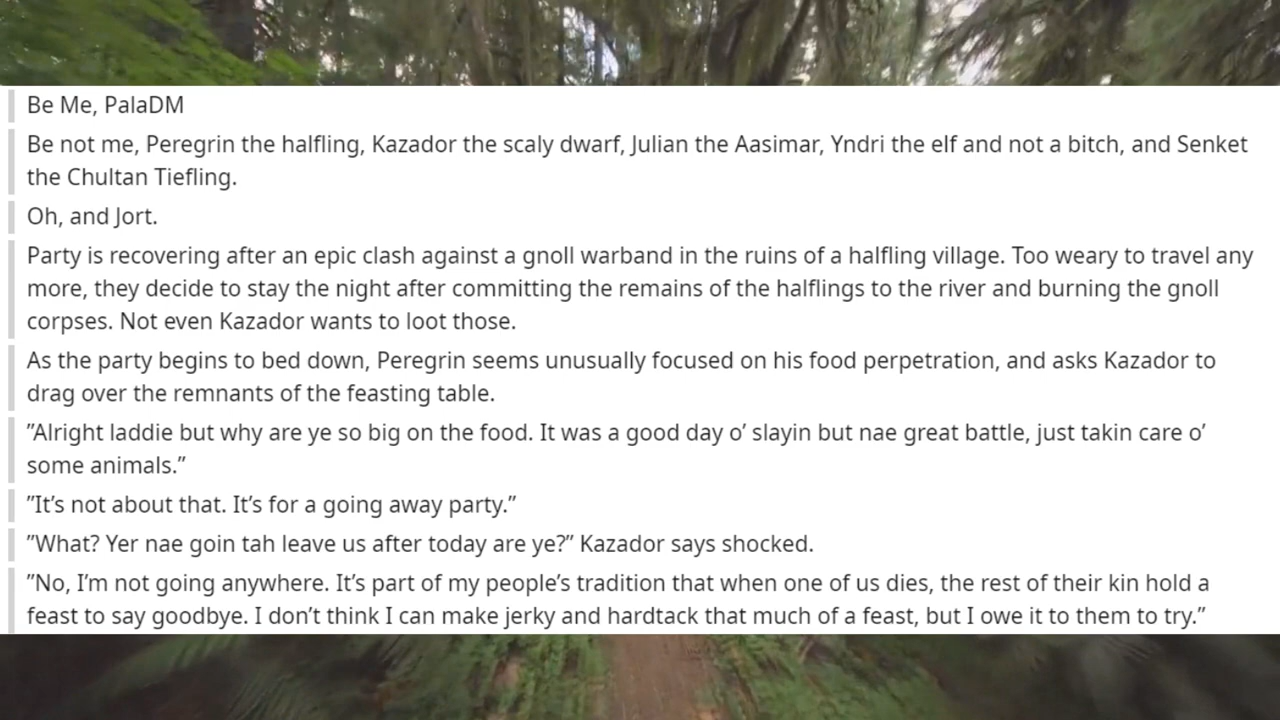 Be Me, PalaDM
Be not me, Peregrin the halfling, Kazador the scaly dwarf, Julian the Aasimar, Yndri the elf and not a bitch, and Senket
the Chultan Tiefling.
Oh, and Jort.
Party is recovering after an epic clash against a gnoll warband in the ruins of a halfling village. Too weary to travel any
more, they decide to stay the night after committing the remains of the halflings to the river and burning the gnoll
corpses. Not even Kazador wants to loot those.
As the party begins to bed down, Peregrin seems unusually focused on his food perpetration, and asks Kazador to
drag over the remnants of the feasting table.
”Alright laddie but why are ye so big on the food. It was a good day o’ slayin but nae great battle, just takin care o’
some animals.”
”It’s not about that. It’s for a going away party.”
”What? Yer nae goin tah leave us after today are ye?” Kazador says shocked.
”No, I’m not going anywhere. It’s part of my people’s tradition that when one of us dies, the rest of their kin hold a
feast to say goodbye. I don’t think I can make jerky and hardtack that much of a feast, but I owe it to them to try.”